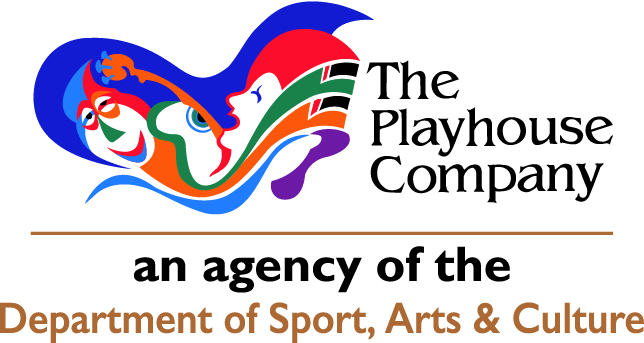 The
Playhouse
Company
an agency of the
Department of Sport, Arts & Culture